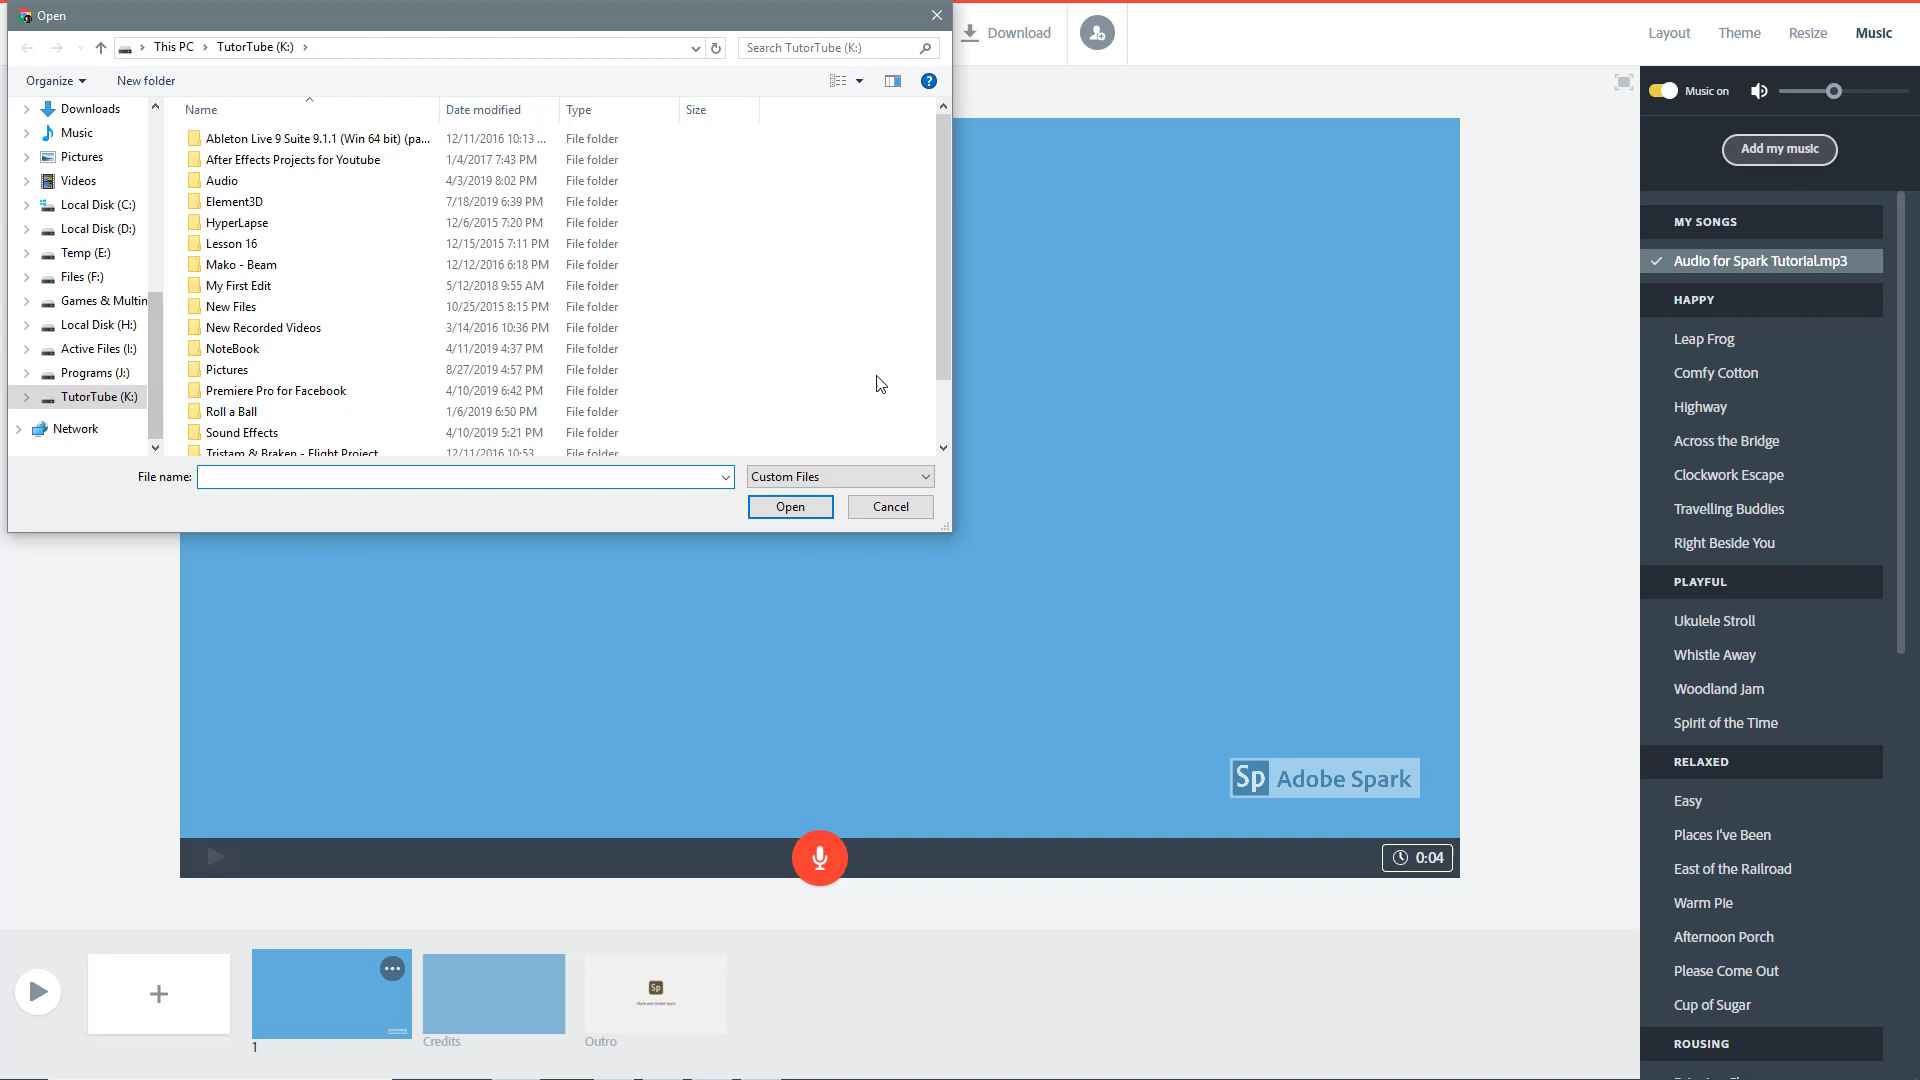 Open
Download
Layout
Theme
Resize
Music
This PC
TutorTube (K:)
Search TutorTube (K:)
Organize
New folder
Music on
Add my music
Downloads
Music
Pictures
Videos
Local Disk (C:)
Local Disk (D:)
Temp (E:)
Files (F:)
Games & Multin
Local Disk (H:)
Active Files (I:)
Programs (J:)
TutorTube (K:)
Network
Name Date modified Type Size
Ableton Live 9 Suite 9.1.1 (Win 64 bit) (pa... 12/11/2016 10:13 ... File folder
After Effects Projects for Youtube 1/4/2017 7:43 PM File folder
Audio 4/3/2019 8:02 PM File folder
Element3D 7/18/2019 6:39 PM File folder
HyperLapse 12/6/2015 7:20 PM File folder
Lesson 16 12/15/2015 7:11 PM File folder
Mako - Beam 12/12/2016 6:18 PM File folder
My First Edit 5/12/2018 9:55 AM File folder
New Files 10/25/2015 8:15 PM File folder
New Recorded Videos 3/14/2016 10:36 PM File folder
NoteBook 4/11/2019 4:37 PM File folder
Pictures 8/27/2019 4:57 PM File folder
Premiere Pro for Facebook 4/10/2019 6:42 PM File folder
Roll a Ball 1/6/2019 6:50 PM File folder
Sound Effects 4/10/2019 5:21 PM File folder
Tristam & Braken - Flight Project 12/11/2016 10:53 File folder
File name:
Custom Files
Open
Cancel
MY SONGS
Audio for Spark Tutorial.mp3
HAPPY
Leap Frog
Comfy Cotton
Highway
Across the Bridge
Clockwork Escape
Travelling Buddies
Right Beside You
PLAYFUL
Ukulele Stroll
Whistle Away
Woodland Jam
Spirit of the Time
RELAXED
Easy
Places I've Been
East of the Railroad
Warm Pie
Afternoon Porch
Please Come Out
Cup of Sugar
ROUSING
Sp Adobe Spark
0:04
Sp
1
Credits
Outro